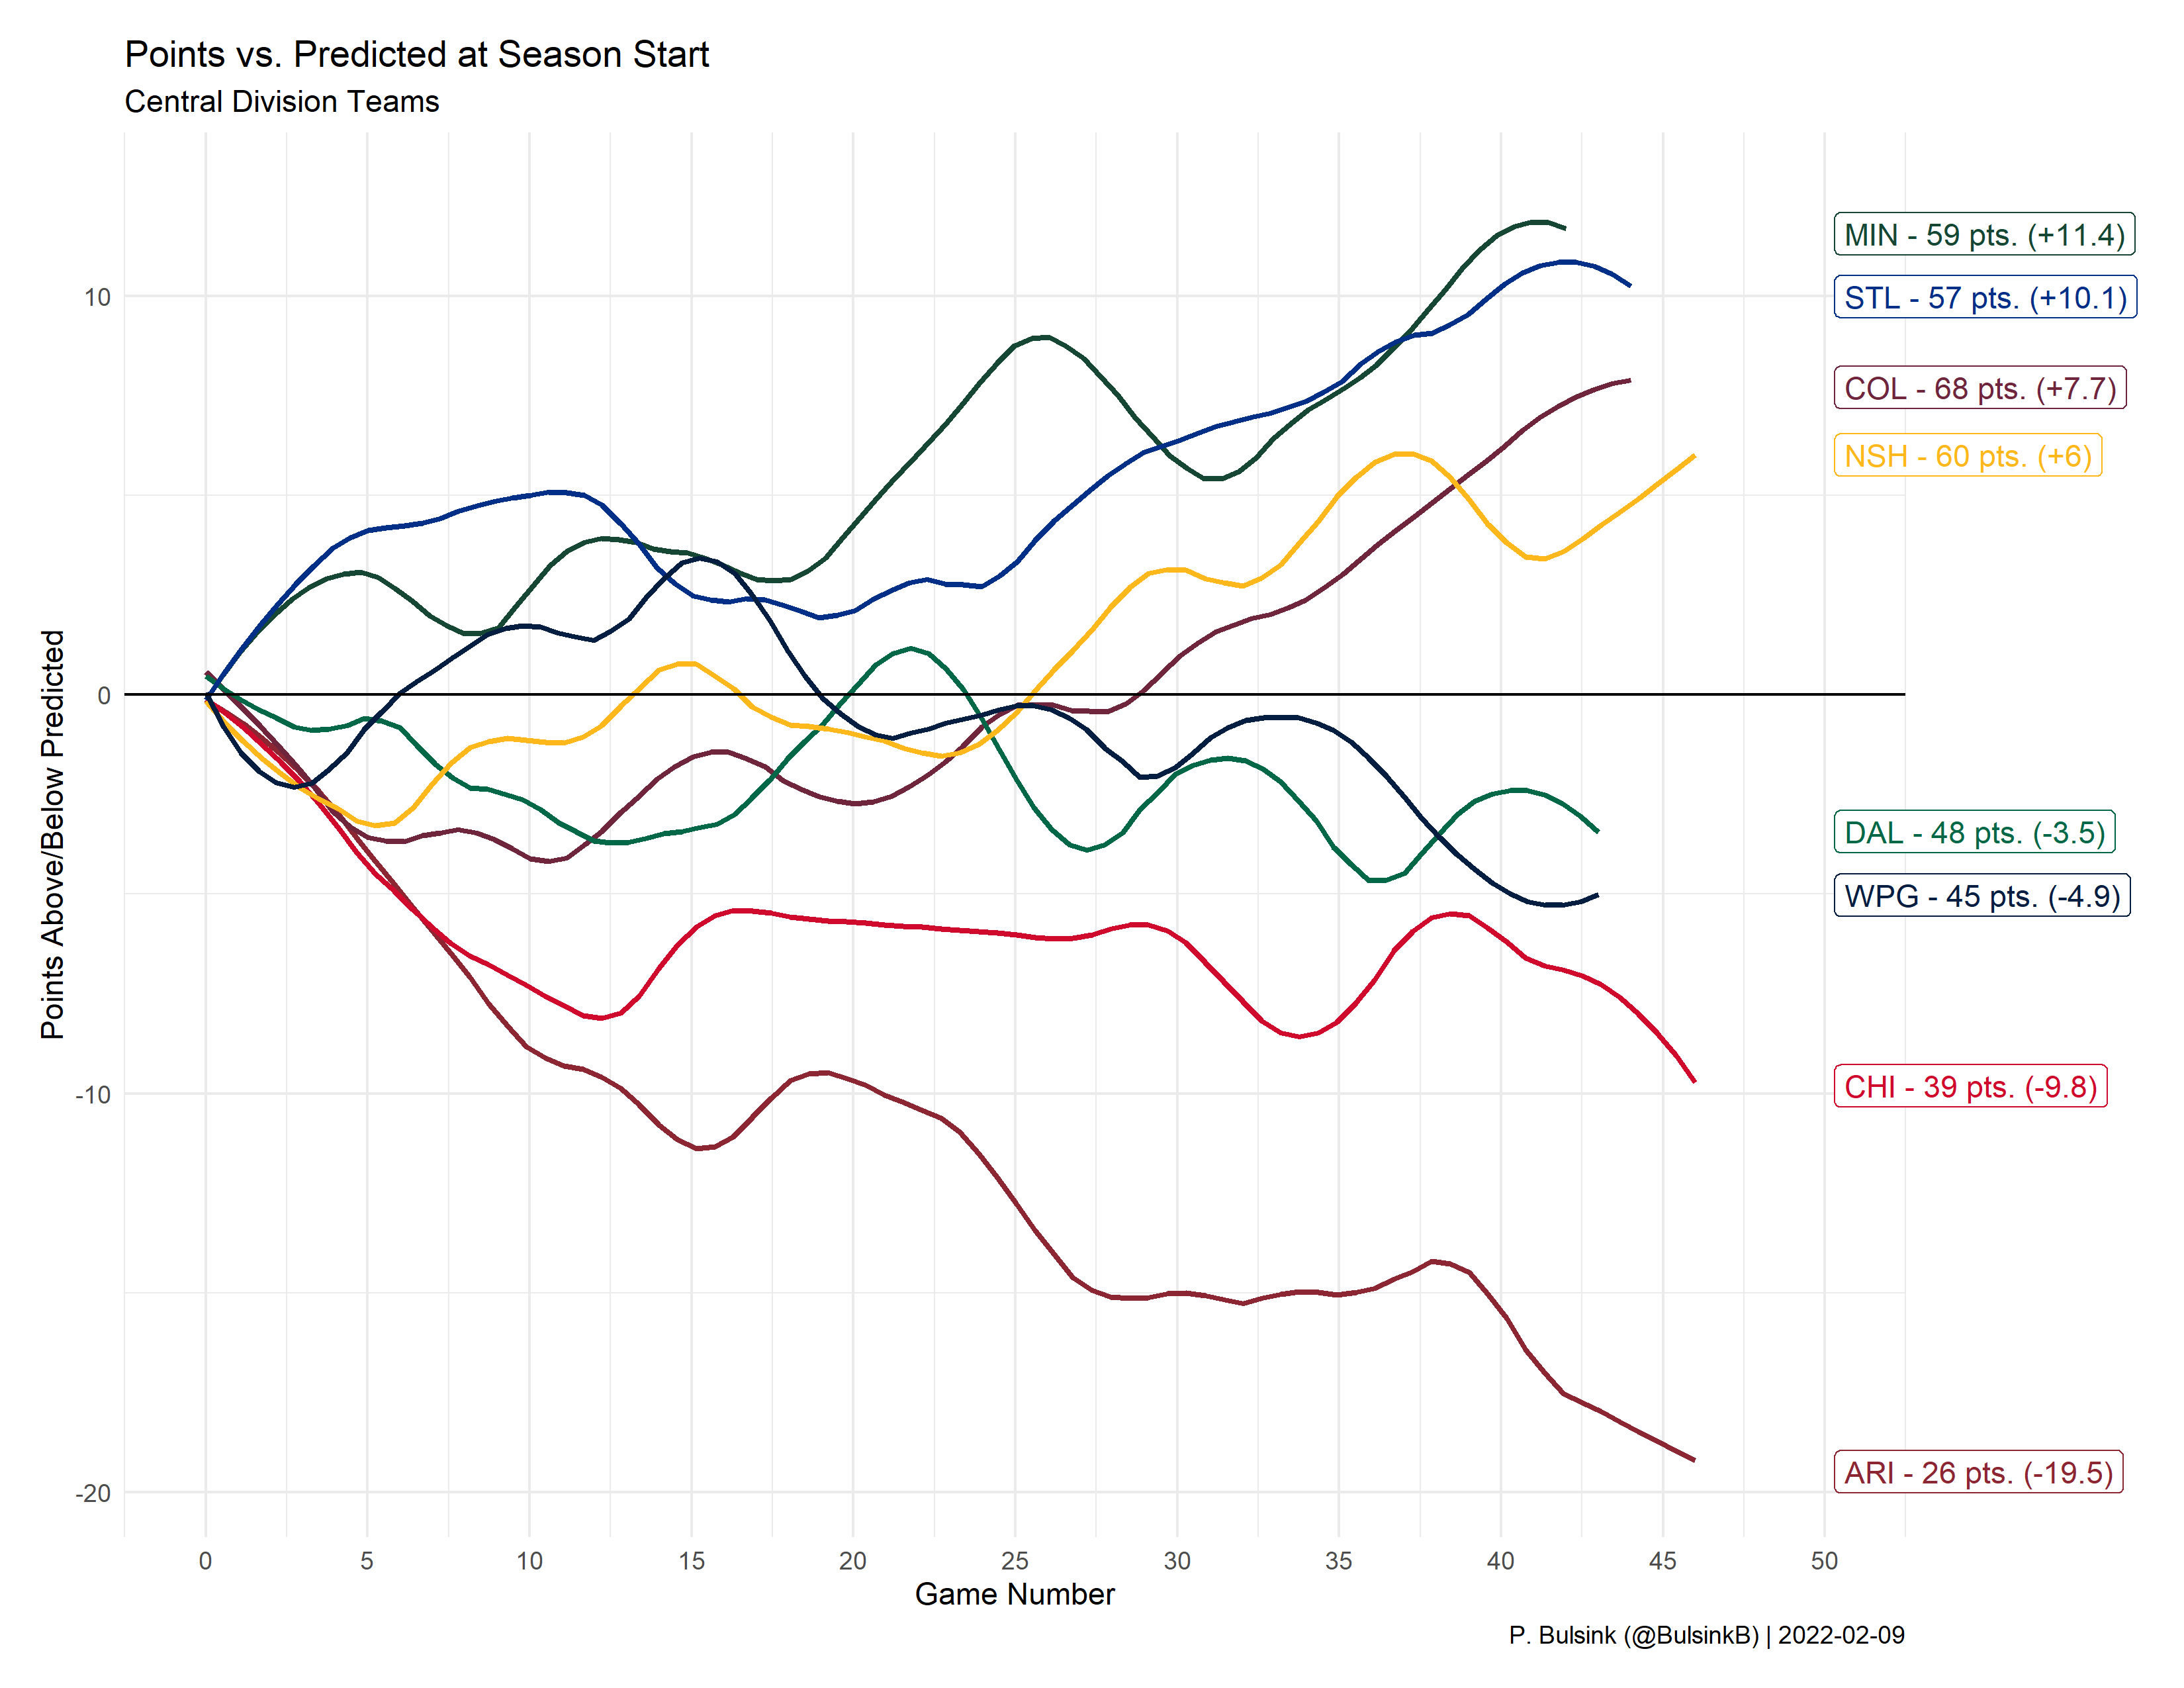 Points vs. Predicted at Season Start
Central Division Teams
Points Above/Below Predicted
10
0
-10
-20
MIN - 59 pts. (+11.4)
STL - 57 pts. (+10.1)
COL - 68 pts. (+7.7)
NSH - 60 pts. (+6)
DAL - 48 pts. (-3.5)
WPG - 45 pts. (-4.9)
CHI - 39 pts. (-9.8)
ARI - 26 pts. (-19.5)
0 5 10 15 20 25 30 35 40 45 50
Game Number
P. Bulsink (@BulsinkB) | 2022-02-09